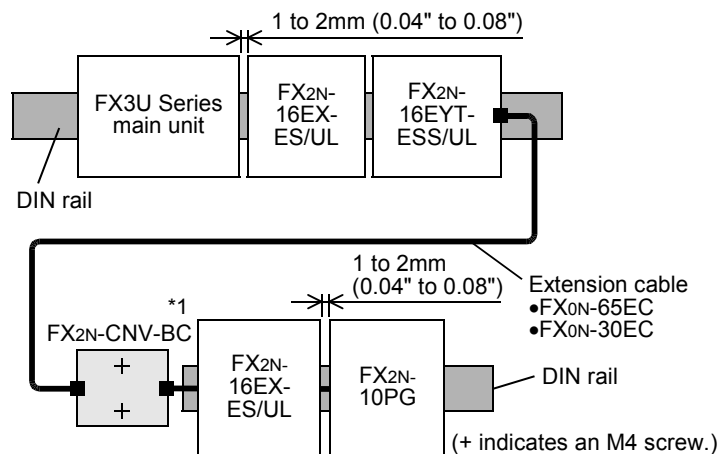 1 to 2mm (0.04" to 0.08")
FX3U Series
main unit
FX2N-
16EX-
ES/UL
FX2N-
16EYT-
ESS/UL
DIN rail
1 to 2mm
(0.04" to 0.08")
Extension cable
•FX0N-65EC
•FX0N-30EC
*1
FX2N-CNV-BC
FX2N-
16EX-
ES/UL
FX2N-
10PG
DIN rail
(+ indicates an M4 screw.)